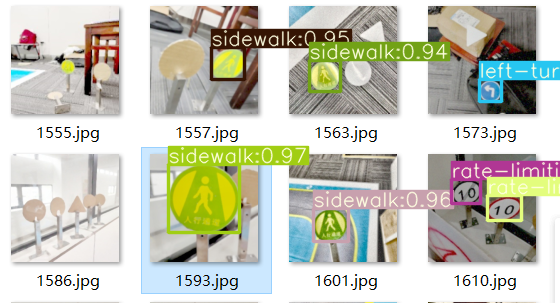 sidewalk:0.95
sidewalk:0.94
left-tur
1555.jpg
1557.jpg
1563.jpg
1573.jpg
sidewalk:0.97
人行通道
sidewalk:0.96
rate-limiti
rate-li
10
10
1586.jpg
1593.jpg
1601.jpg
1610.jpg